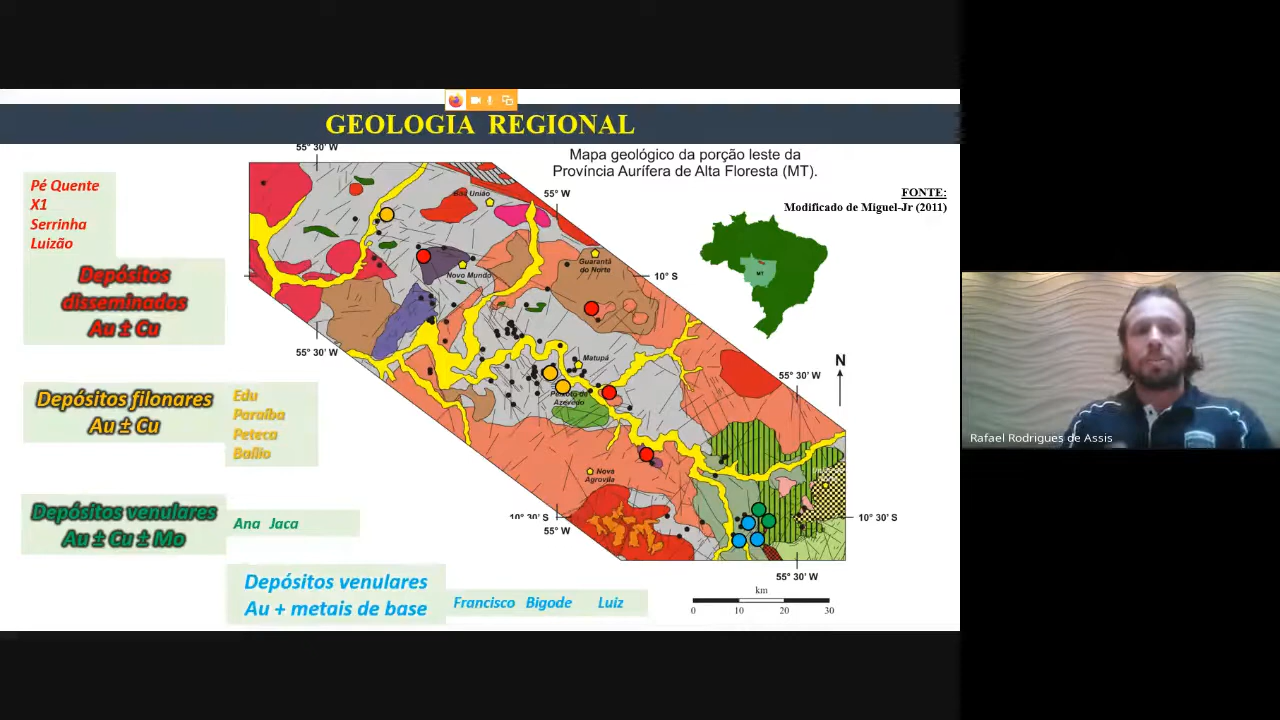 GEOLOGIA REGIONAL
Mapa geológico da porção leste da
Província Aurífera de Alta Floresta (MT).
FONTE:
Modificado de Miguel-Jr (2011)
Pé Quente
X1
Serrinha
Luizão
Depósitos
disseminados
Au ± Cu
Depósitos filonares
Au ± Cu
Edu
Paraíba
Peteca
Depósitos venulares
Au ± Cu ± Mo
Ana Jaca
Depósitos venulares
Au + metais de base
Francisco Bigode Luiz
55° 30' W
55° W
União
Guarantã
do Norte
Novo Mundo
10° S
55° 30' W
Matupá
Peixoto de
Azevedo
55° 30' W
N
Nova
Agrovila
10° 30' S
55° W
10° 30' S
55° 30' W
MT
km
0 10 20 30
Rafael Rodrigues de Assis